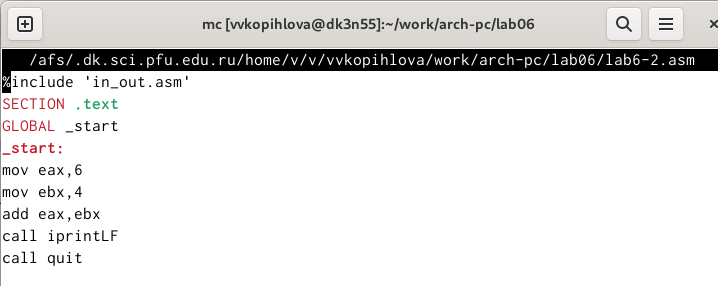 mc [vvkopihlova@dk3n55]:~/work/arch-pc/lab06
/afs/.dk.sci.pfu.edu.ru/home/v/v/vvkopihlova/work/arch-pc/lab06/lab6-2.asm
%include 'in_out.asm'
SECTION .text
GLOBAL _start
_start:
mov eax,6
mov ebx,4
add eax,ebx
call iprintLF
call quit